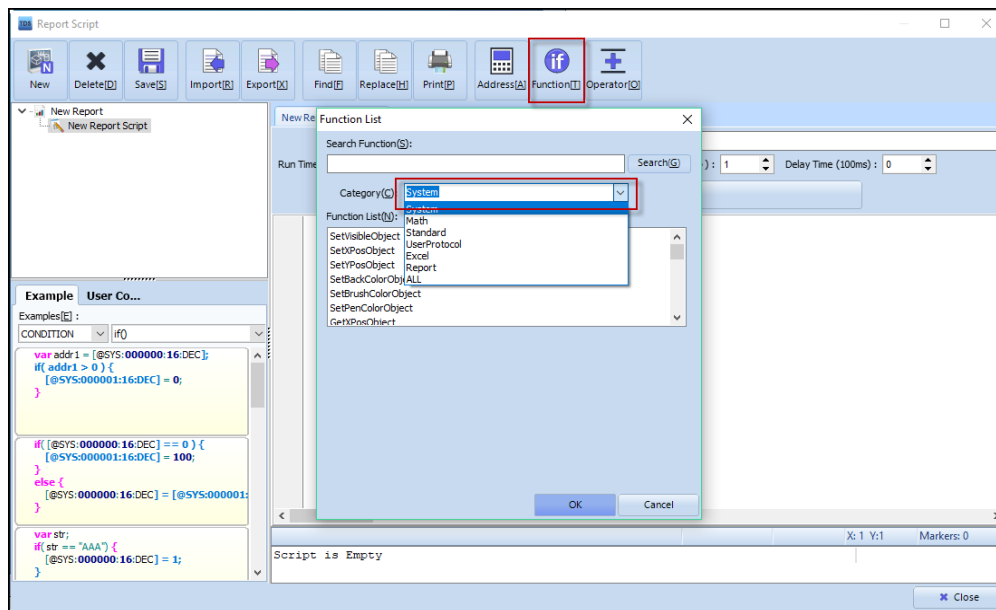 Report Script
New
Delete[D]
Save[S]
Import[R]
Export[X]
Find[F]
Replace[H]
Print[P]
Address[A]
Function[T]
Operator[O]
New Report
New Report Script
New Re
Function List
Search Function(S):
Search(G)
Run Time
) : 1
Delay Time (100ms) : 0
Category(C)
System
System
Math
Standard
UserProtocol
Excel
Report
ALL
Function List(N):
SetVisibleObject
SetXPosObject
SetYPosObject
SetBackColorObj
SetBrushColorObject
SetPenColorObject
GetXPosObject
OK
Cancel
Example
User Co...
Examples[E] :
CONDITION
if()
var addr1 = [@SYS:000000:16:DEC];
if( addr1 > 0 ) {
[@SYS:000001:16:DEC] = 0;
}
if( [@SYS:000000:16:DEC] == 0 ) {
[@SYS:000001:16:DEC] = 100;
}
else {
[@SYS:000000:16:DEC] = [@SYS:000001:
}
var str;
if( str == "AAA") {
[@SYS:000000:16:DEC] = 1;
}
X: 1 Y:1
Markers: 0
Script is Empty
Close